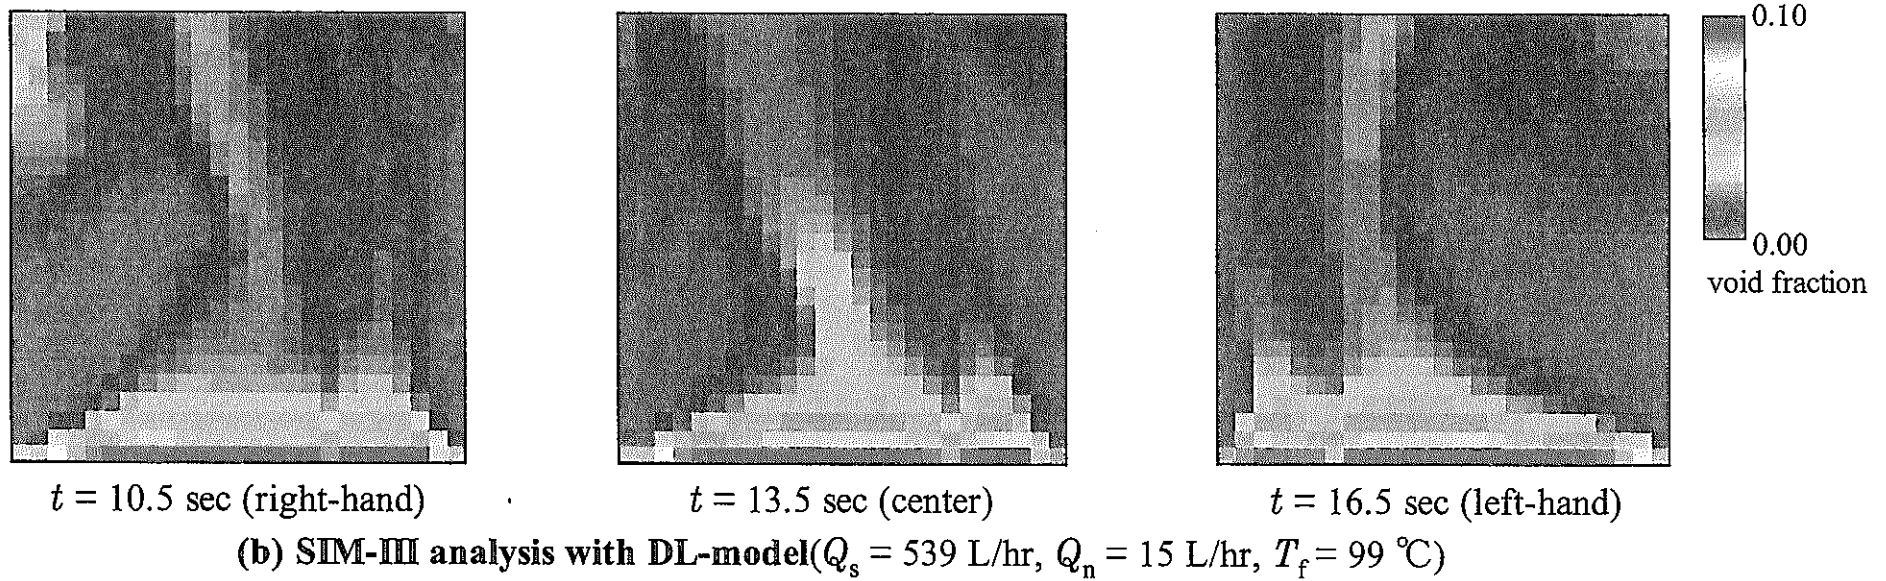 0.10
0.00
void fraction
t = 10.5 sec (right-hand)
t = 13.5 sec (center)
t = 16.5 sec (left-hand)
(b) SIM-III analysis with DL-model(Qs = 539 L/hr, Qn = 15 L/hr, Tf = 99 ℃)